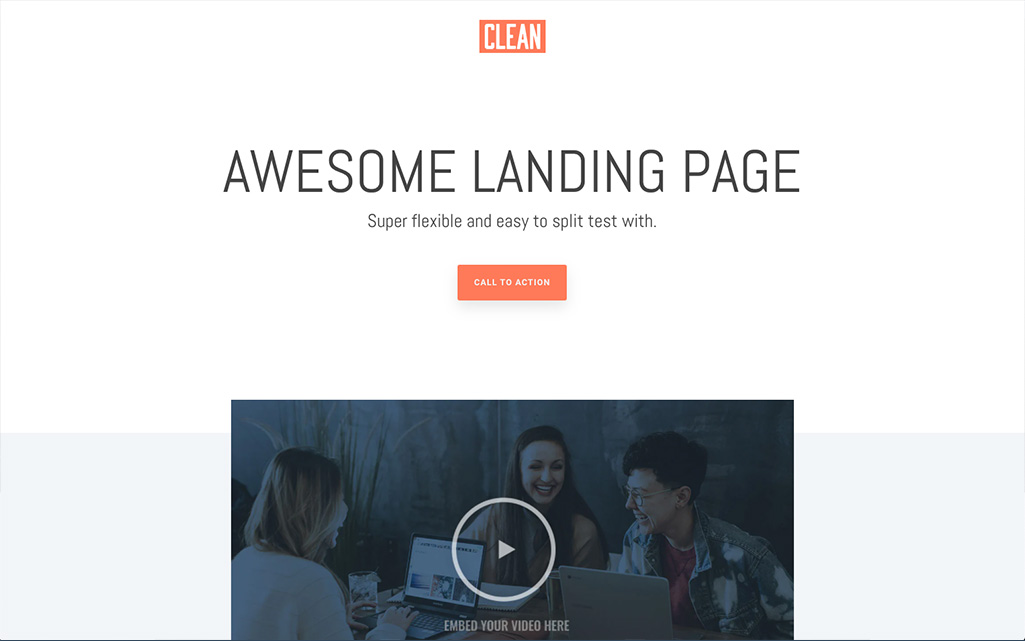 CLEAN
AWESOME LANDING PAGE
Super flexible and easy to split test with.
CALL TO ACTION
EMBED YOUR VIDEO HERE